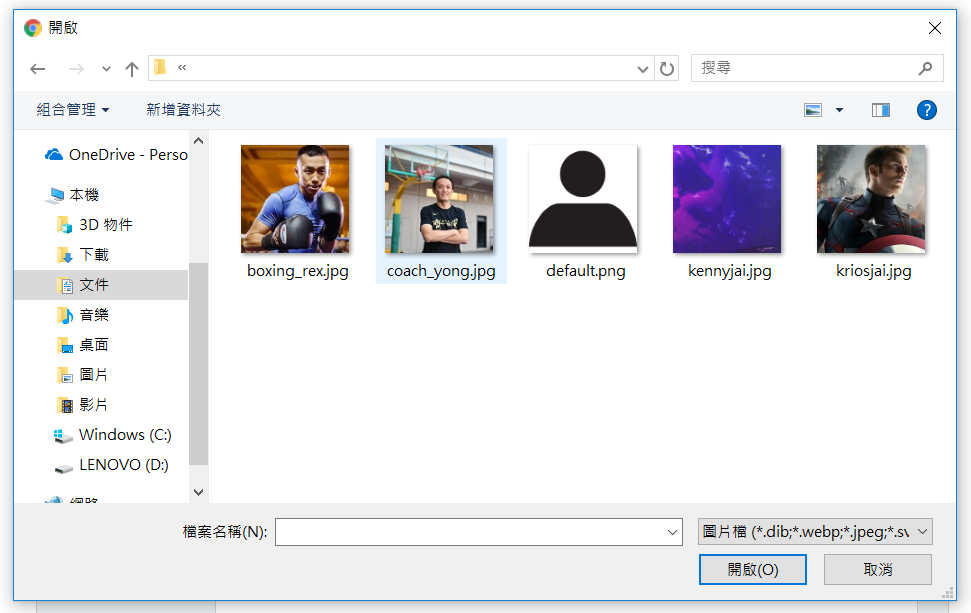 開啟
«
搜尋
組合管理
新增資料夾
?
OneDrive - Perso
本機
3D 物件
下載
文件
音樂
桌面
圖片
影片
Windows (C:)
LENOVO (D:)
網路
boxing_rex.jpg
coach_yong.jpg
default.png
kennyjai.jpg
kriosjai.jpg
檔案名稱(N):
圖片檔 (*.dib;*.webp;*.jpeg;*.sv
開啟(O)
取消